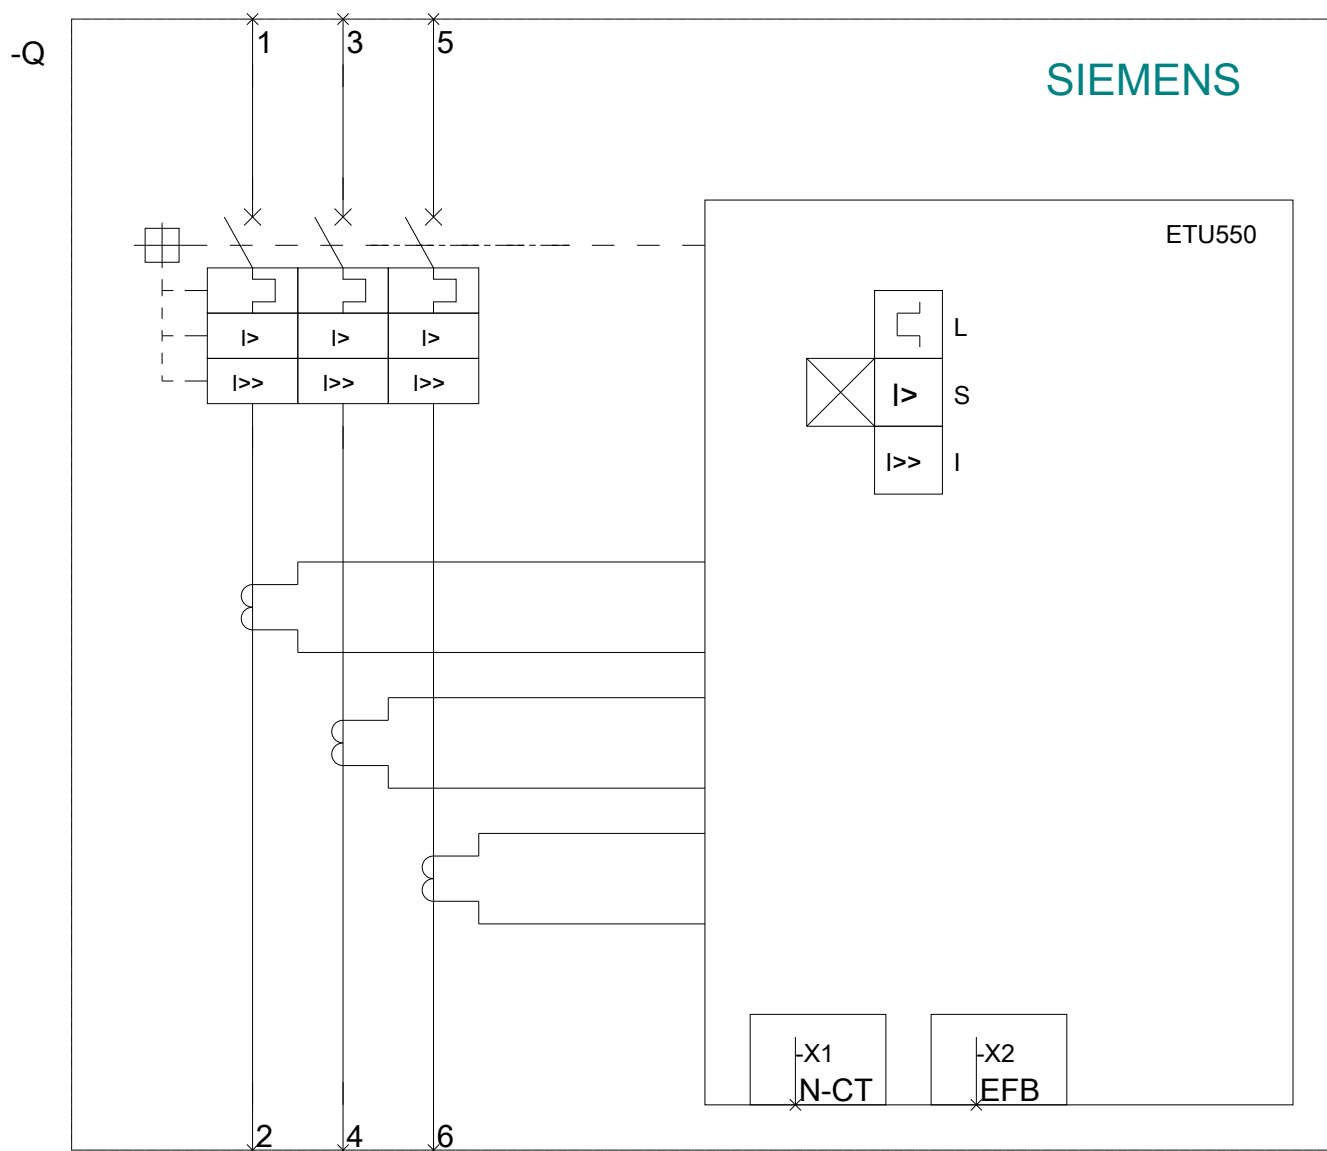 -Q
1 3 5
SIEMENS
ETU550
I> I> I>
I>> I>> I>>
L
I> S
I>> I
-X1 -X2
N-CT EFB
2 4 6